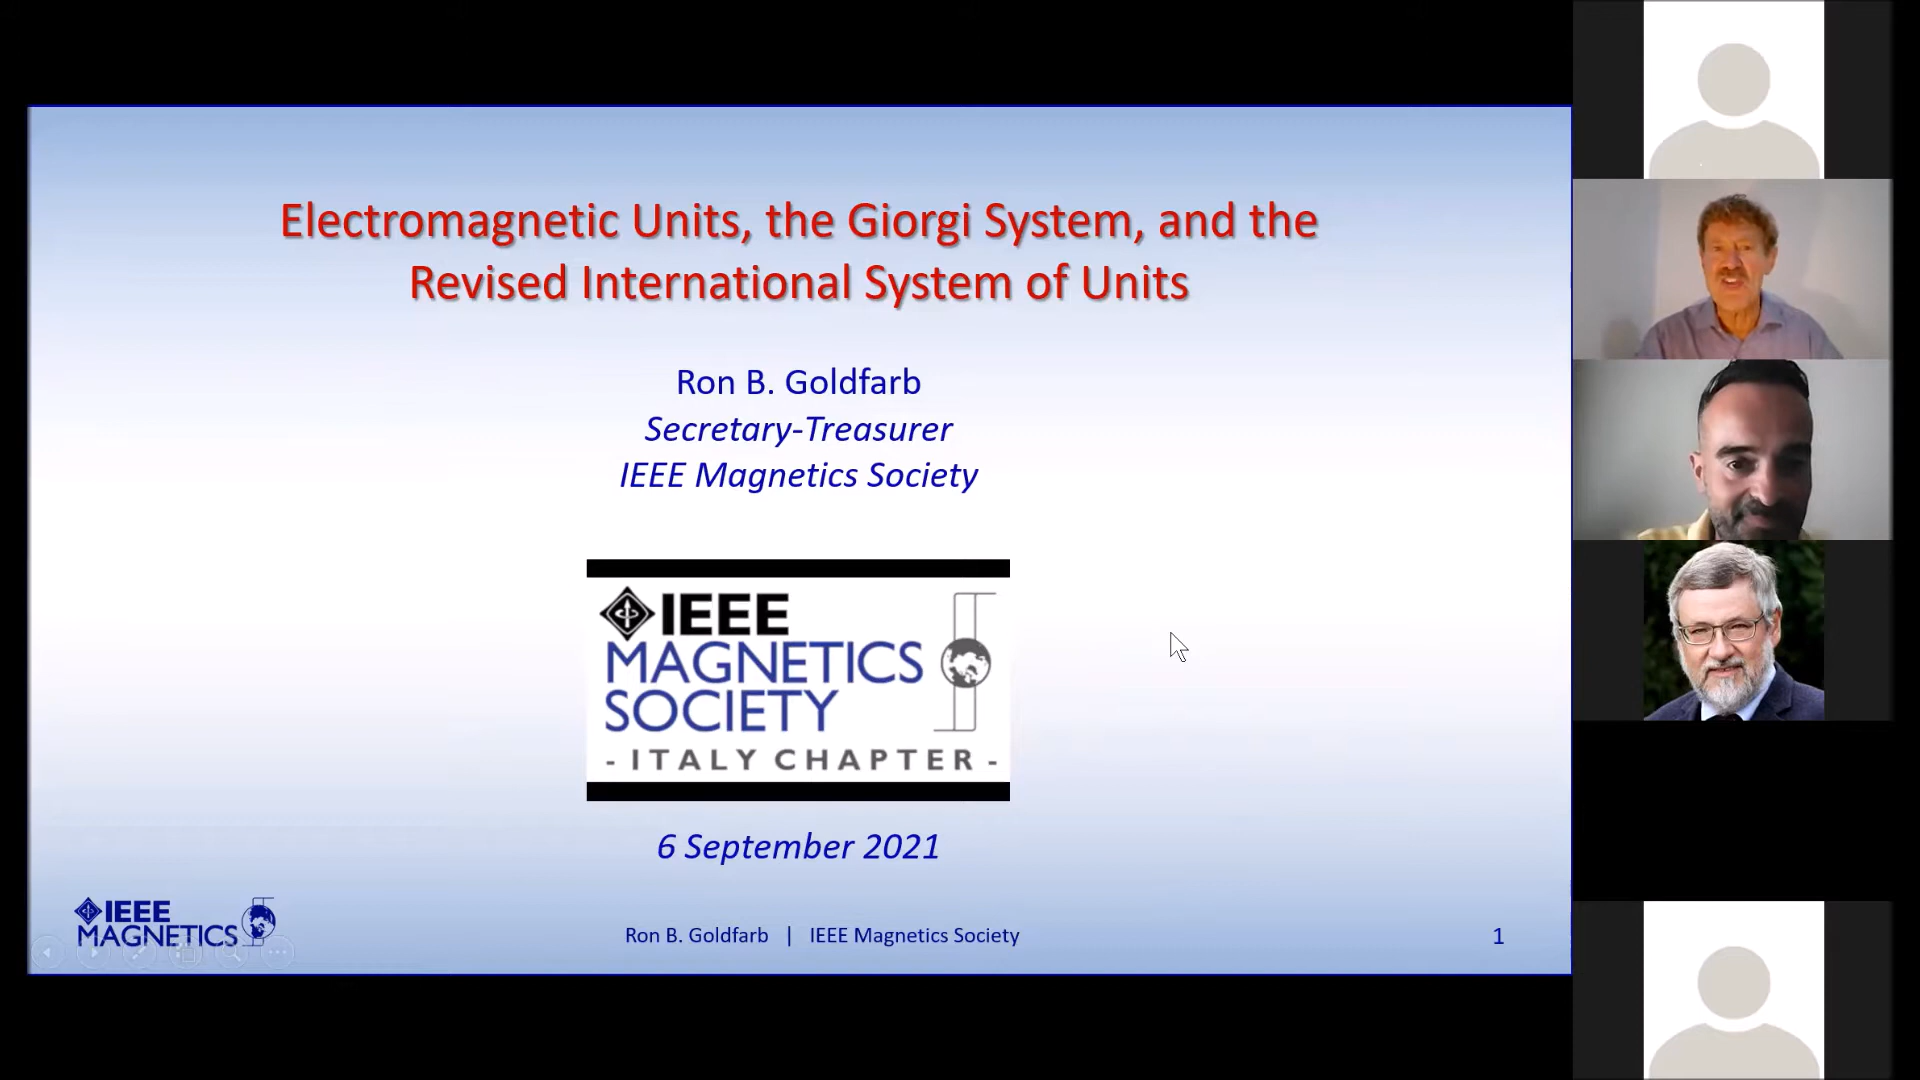 Electromagnetic Units, the Giorgi System, and the
Revised International System of Units
Ron B. Goldfarb
Secretary-Treasurer
IEEE Magnetics Society
IEEE
MAGNETICS
SOCIETY
- ITALY CHAPTER -
6 September 2021
IEEE
MAGNETICS
Ron B. Goldfarb | IEEE Magnetics Society
1